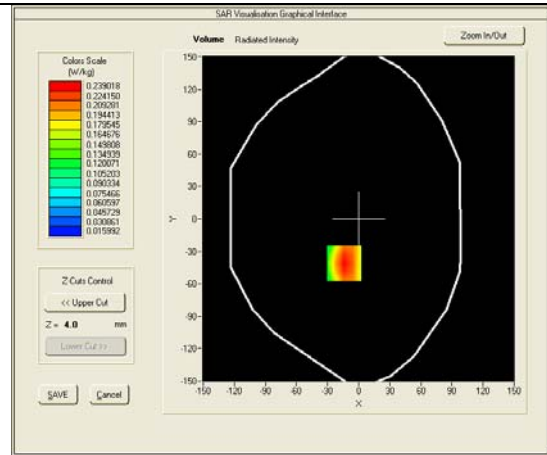 SAR Visualisation Graphical Interface
Volume Radiated Intensity
Zoom In/Out
Colors Scale
(W/kg)
0.239018
0.224150
0.209281
0.194413
0.179545
0.164676
0.149808
0.134939
0.120071
0.105203
0.090334
0.075466
0.060597
0.045729
0.030861
0.015992
Z Cuts Control
<< Upper Cut
Z = 4.0 mm
Lower Cut >>
SAVE Cancel
150
120
90
60
30
0
-30
-60
-90
-120
-150
Y
-150 -120 -90 -60 -30 0 30 60 90 120 150
X